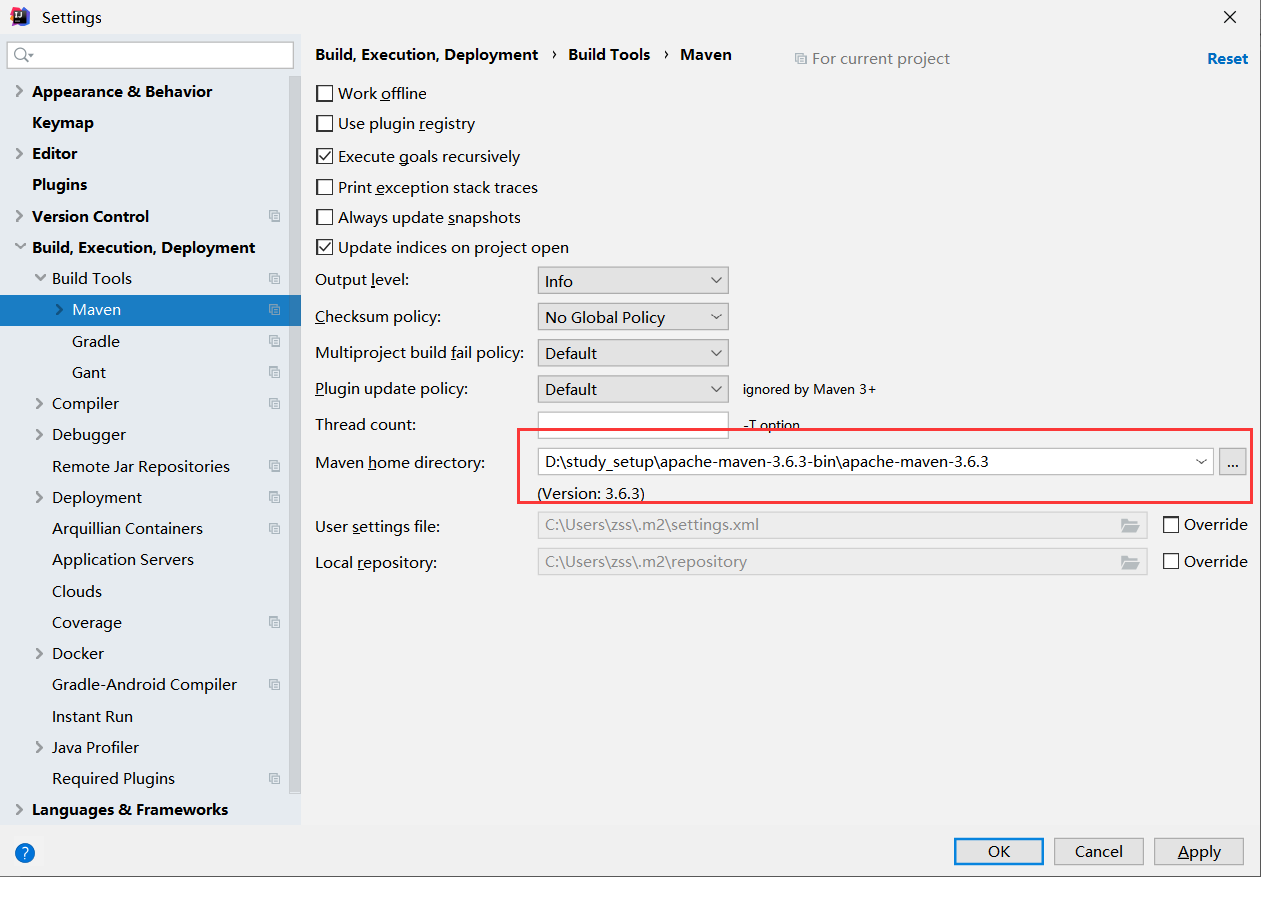 Settings
Build, Execution, Deployment › Build Tools › Maven
For current project
Reset
Appearance & Behavior
Keymap
Editor
Plugins
Version Control
Build, Execution, Deployment
Build Tools
Maven
Gradle
Gant
Compiler
Debugger
Remote Jar Repositories
Deployment
Arquillian Containers
Application Servers
Clouds
Coverage
Docker
Gradle-Android Compiler
Instant Run
Java Profiler
Required Plugins
Languages & Frameworks
Work offline
Use plugin registry
Execute goals recursively
Print exception stack traces
Always update snapshots
Update indices on project open
Output level: Info
Checksum policy: No Global Policy
Multiproject build fail policy: Default
Plugin update policy: Default ignored by Maven 3+
Thread count: -T option
Maven home directory: D:\study_setup\apache-maven-3.6.3-bin\apache-maven-3.6.3 ...
(Version: 3.6.3)
User settings file: C:\Users\zss\.m2\settings.xml Override
Local repository: C:\Users\zss\.m2\repository Override
? OK Cancel Apply